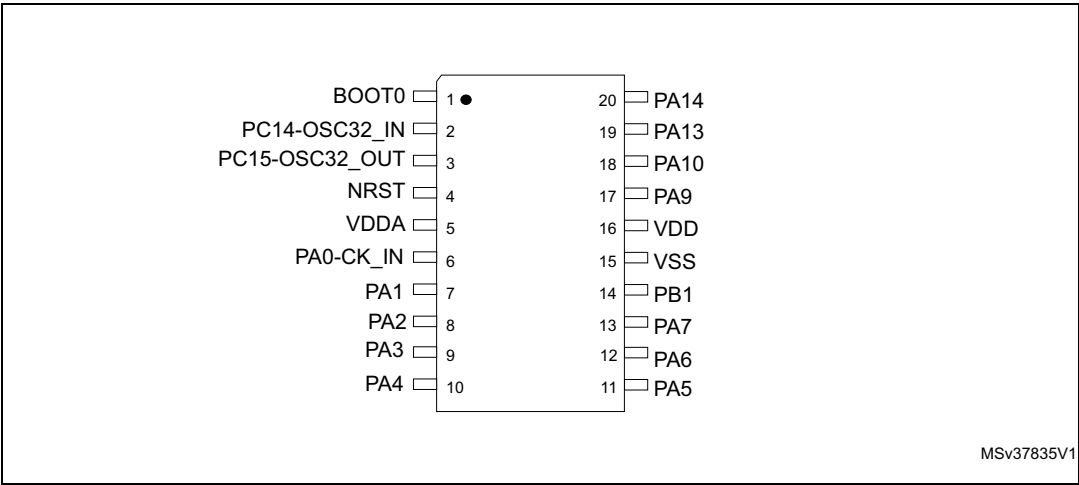 BOOT0 1 20 PA14
PC14-OSC32_IN 2 19 PA13
PC15-OSC32_OUT 3 18 PA10
NRST 4 17 PA9
VDDA 5 16 VDD
PA0-CK_IN 6 15 VSS
PA1 7 14 PB1
PA2 8 13 PA7
PA3 9 12 PA6
PA4 10 11 PA5
MSv37835V1